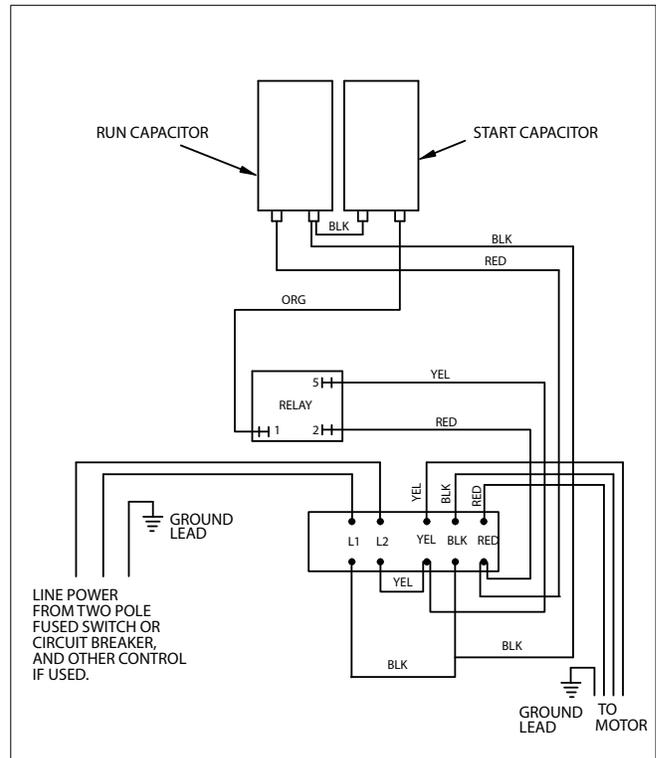 RUN CAPACITOR
START CAPACITOR
BLK
BLK
RED
ORG
YEL
5
RELAY
RED
1
2
YEL
BLK
RED
GROUND
LEAD
L1 L2 YEL BLK RED
YEL
LINE POWER
FROM TWO POLE
FUSED SWITCH OR
CIRCUIT BREAKER,
AND OTHER CONTROL
IF USED.
BLK
BLK
GROUND
LEAD
TO
MOTOR